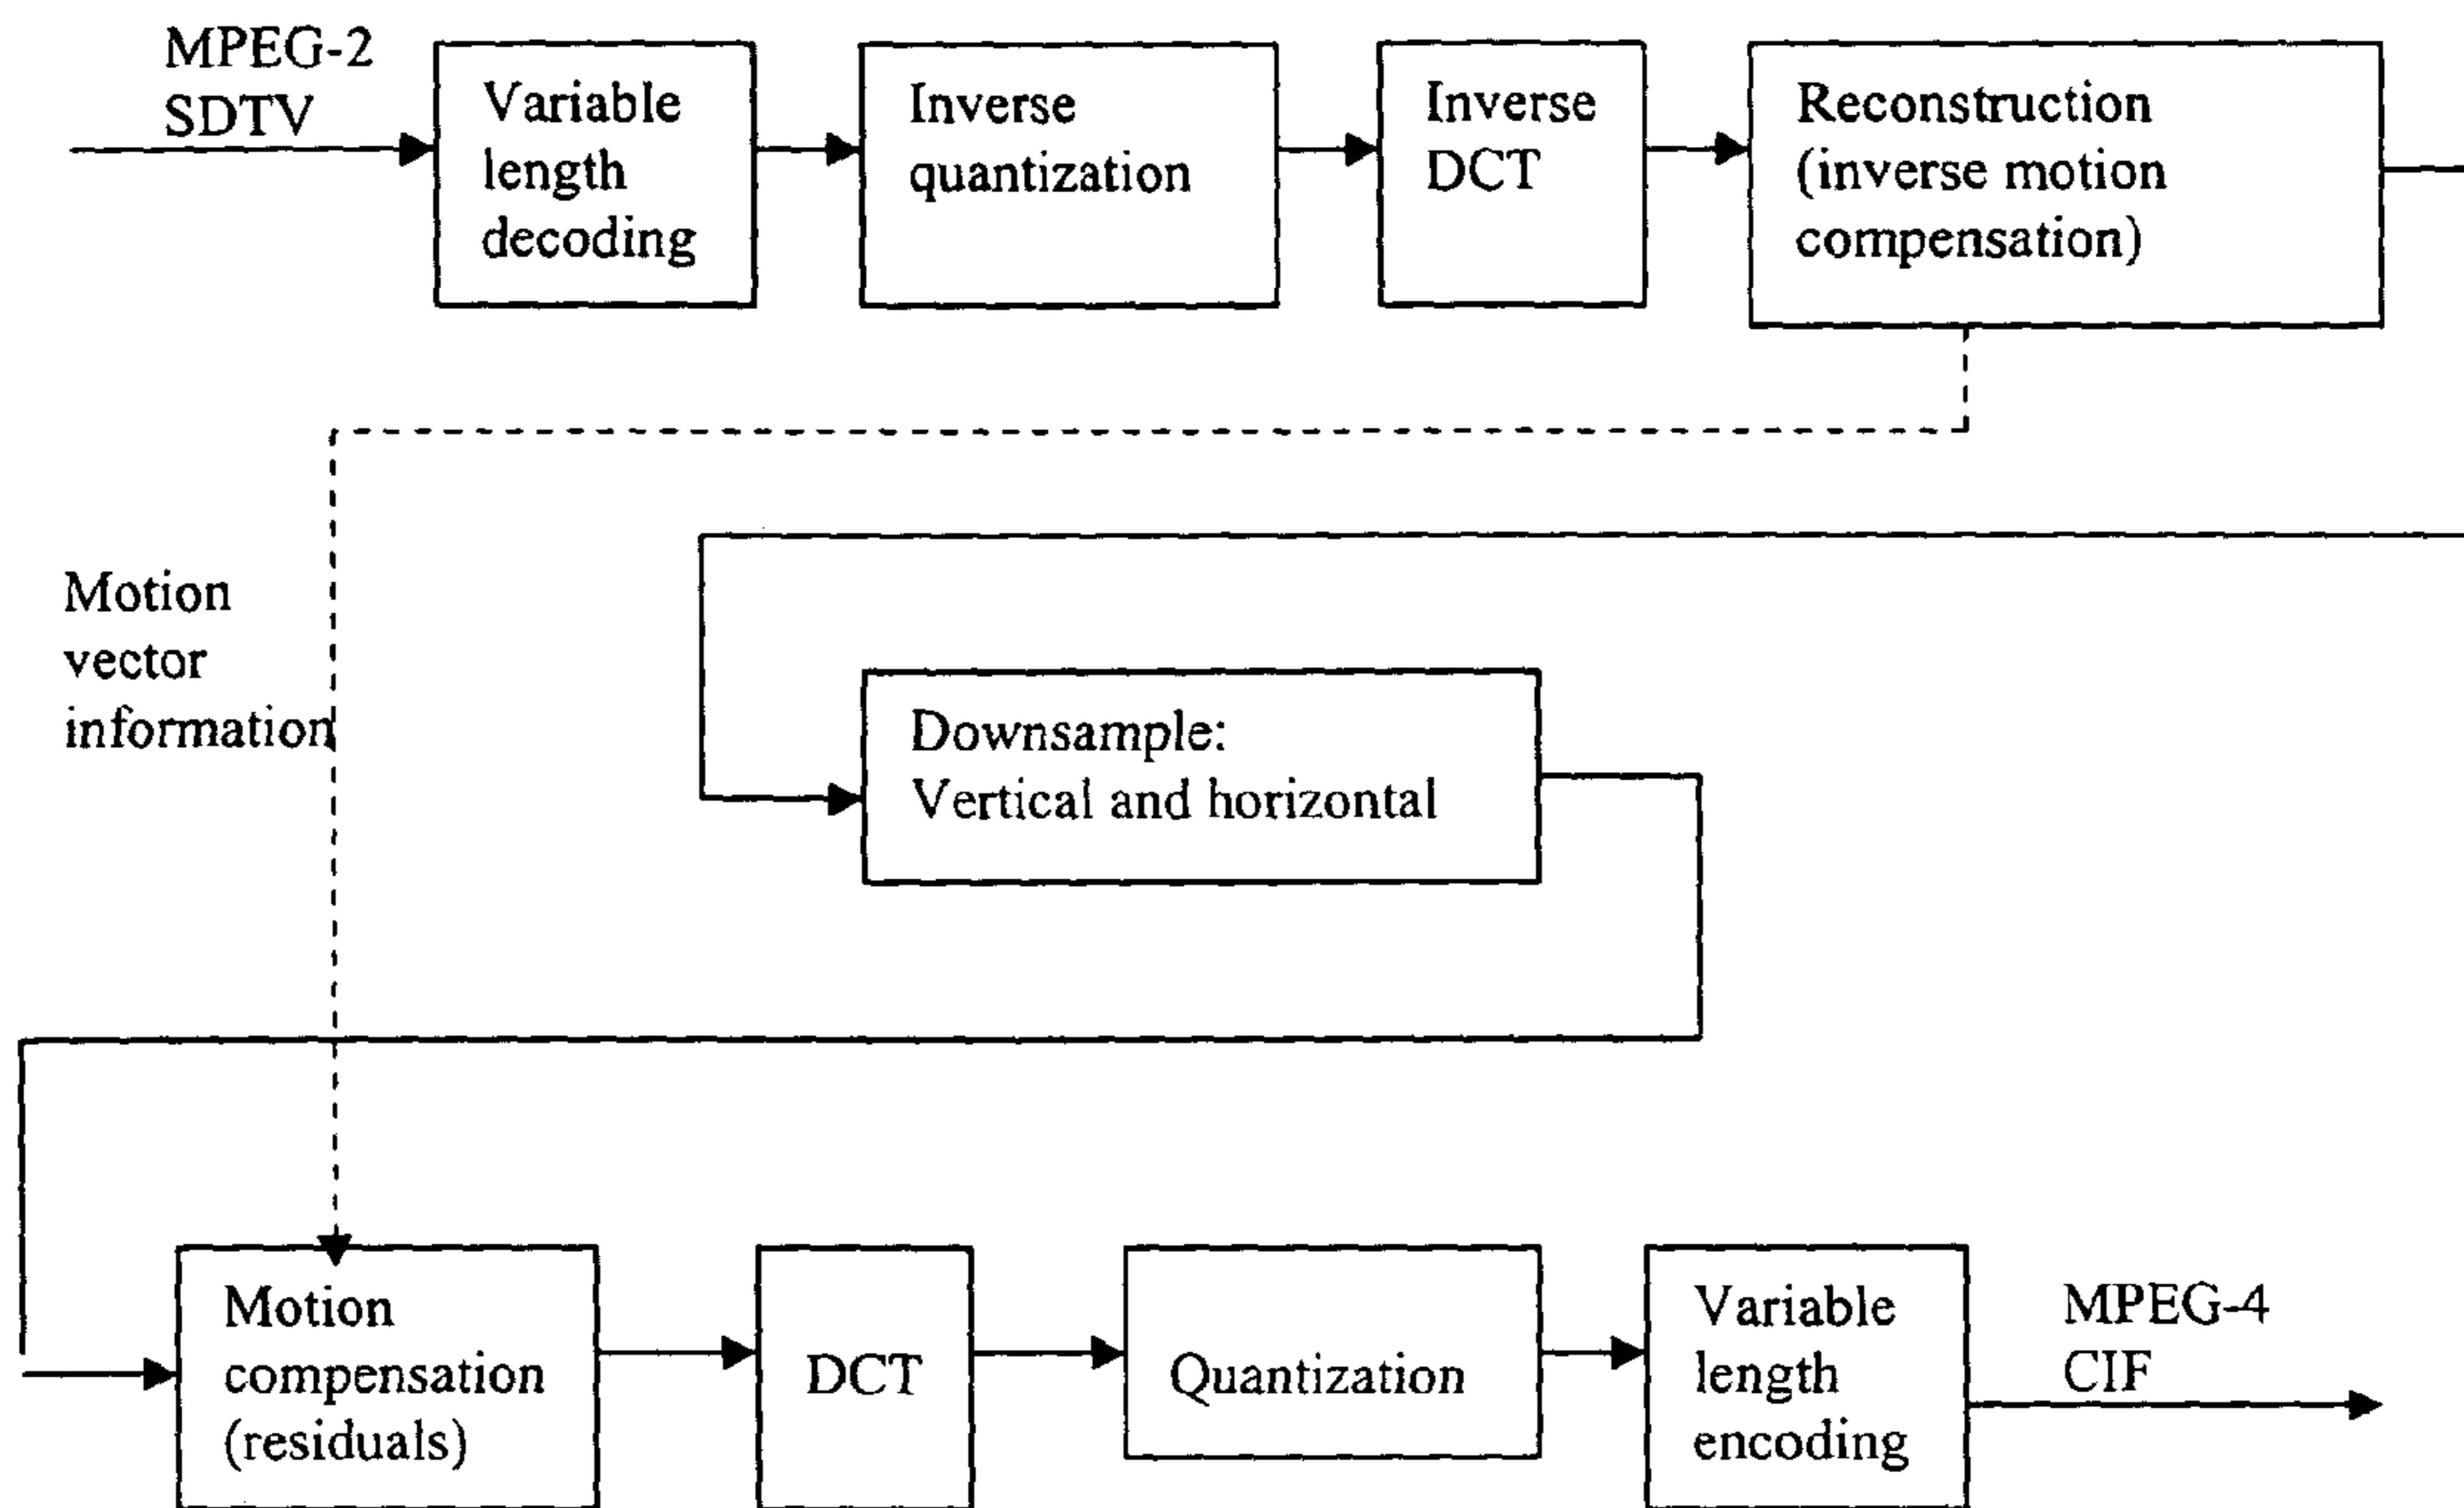 MPEG-2
SDTV
Variable
length
decoding
Inverse
quantization
Inverse
DCT
Reconstruction
(inverse motion
compensation)
Motion
vector
information
Downsample:
Vertical and horizontal
Motion
compensation
(residuals)
DCT
Quantization
Variable
length
encoding
MPEG-4
CIF